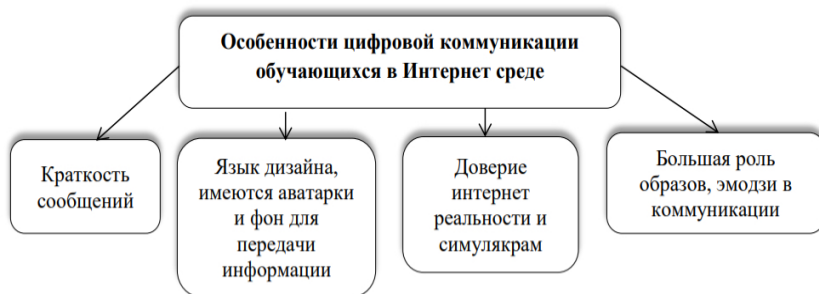 Особенности цифровой коммуникации
обучающихся в Интернет среде
Краткость
сообщений
Язык дизайна,
имеются аватарки
и фон для
передачи
информации
Доверие
интернет
реальности и
симулякрам
Большая роль
образов, эмодзи в
коммуникации